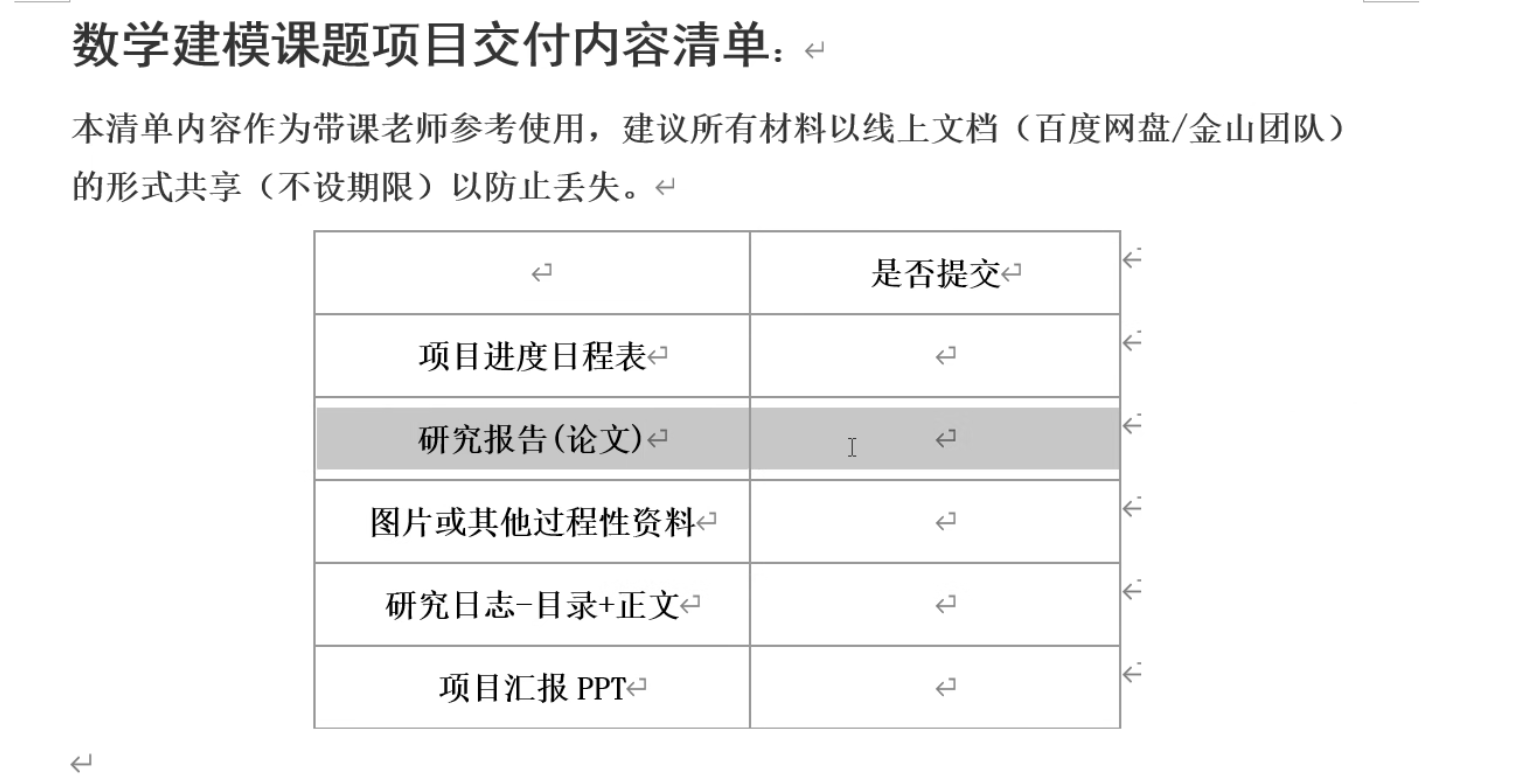 数学建模课题项目交付内容清单：
本清单内容作为带课老师参考使用，建议所有材料以线上文档（百度网盘/金山团队）
的形式共享（不设期限）以防止丢失。
是否提交
项目进度日程表
研究报告(论文)
图片或其他过程性资料
研究日志-目录+正文
项目汇报 PPT